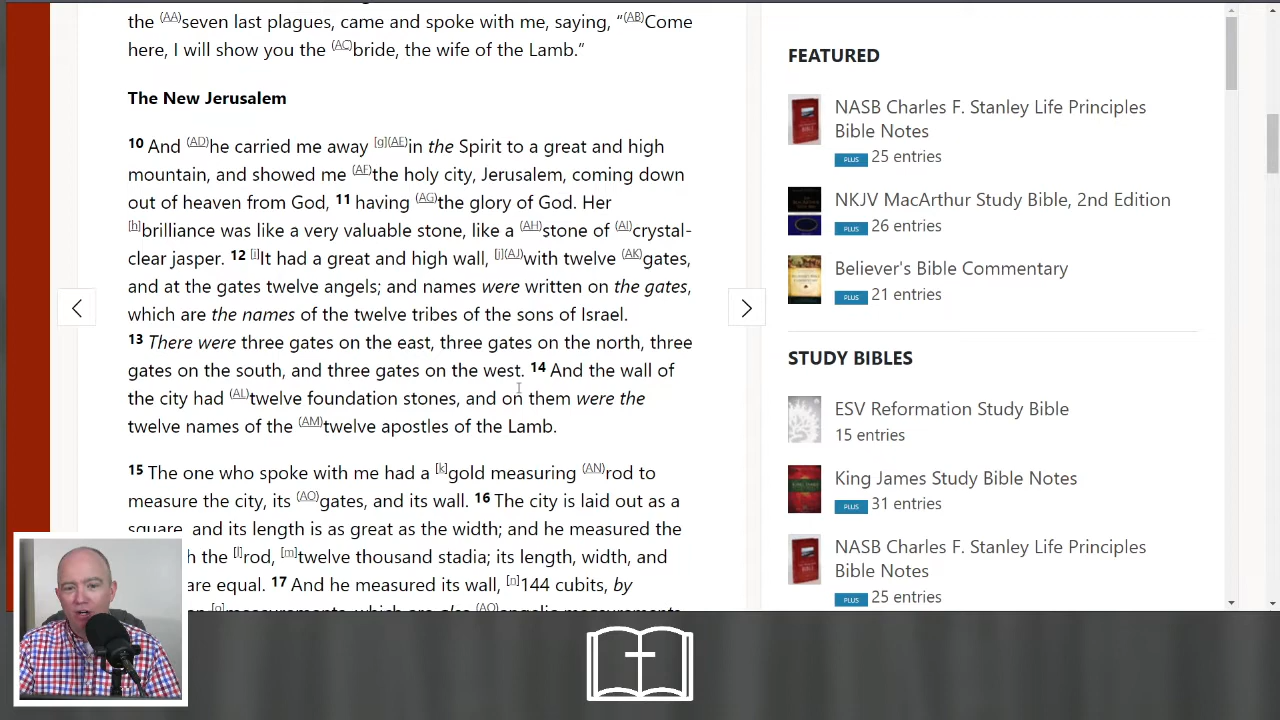 the (AA)seven last plagues, came and spoke with me, saying, “(AB)Come
here, I will show you the (AC)bride, the wife of the Lamb.”
The New Jerusalem
10 And (AD)he carried me away [g](AE)in the Spirit to a great and high
mountain, and showed me (AF)the holy city, Jerusalem, coming down
out of heaven from God, 11 having (AG)the glory of God. Her
[h]brilliance was like a very valuable stone, like a (AH)stone of (AI)crystal-
clear jasper. 12 [i]It had a great and high wall, [j](AJ)with twelve (AK)gates,
and at the gates twelve angels; and names were written on the gates,
which are the names of the twelve tribes of the sons of Israel.
13 There were three gates on the east, three gates on the north, three
gates on the south, and three gates on the west. 14 And the wall of
the city had (AL)twelve foundation stones, and on them were the
twelve names of the (AM)twelve apostles of the Lamb.
15 The one who spoke with me had a [k]gold measuring (AN)rod to
measure the city, its (AO)gates, and its wall. 16 The city is laid out as a
square, and its length is as great as the width; and he measured the
the [l]rod, [m]twelve thousand stadia; its length, width, and
are equal. 17 And he measured its wall, [n]144 cubits, by
[o]measurements, which are also (AQ)angelic measurements
FEATURED
NASB Charles F. Stanley Life Principles
Bible Notes
PLUS 25 entries
NKJV MacArthur Study Bible, 2nd Edition
PLUS 26 entries
Believer's Bible Commentary
PLUS 21 entries
STUDY BIBLES
ESV Reformation Study Bible
15 entries
King James Study Bible Notes
PLUS 31 entries
NASB Charles F. Stanley Life Principles
Bible Notes
PLUS 25 entries